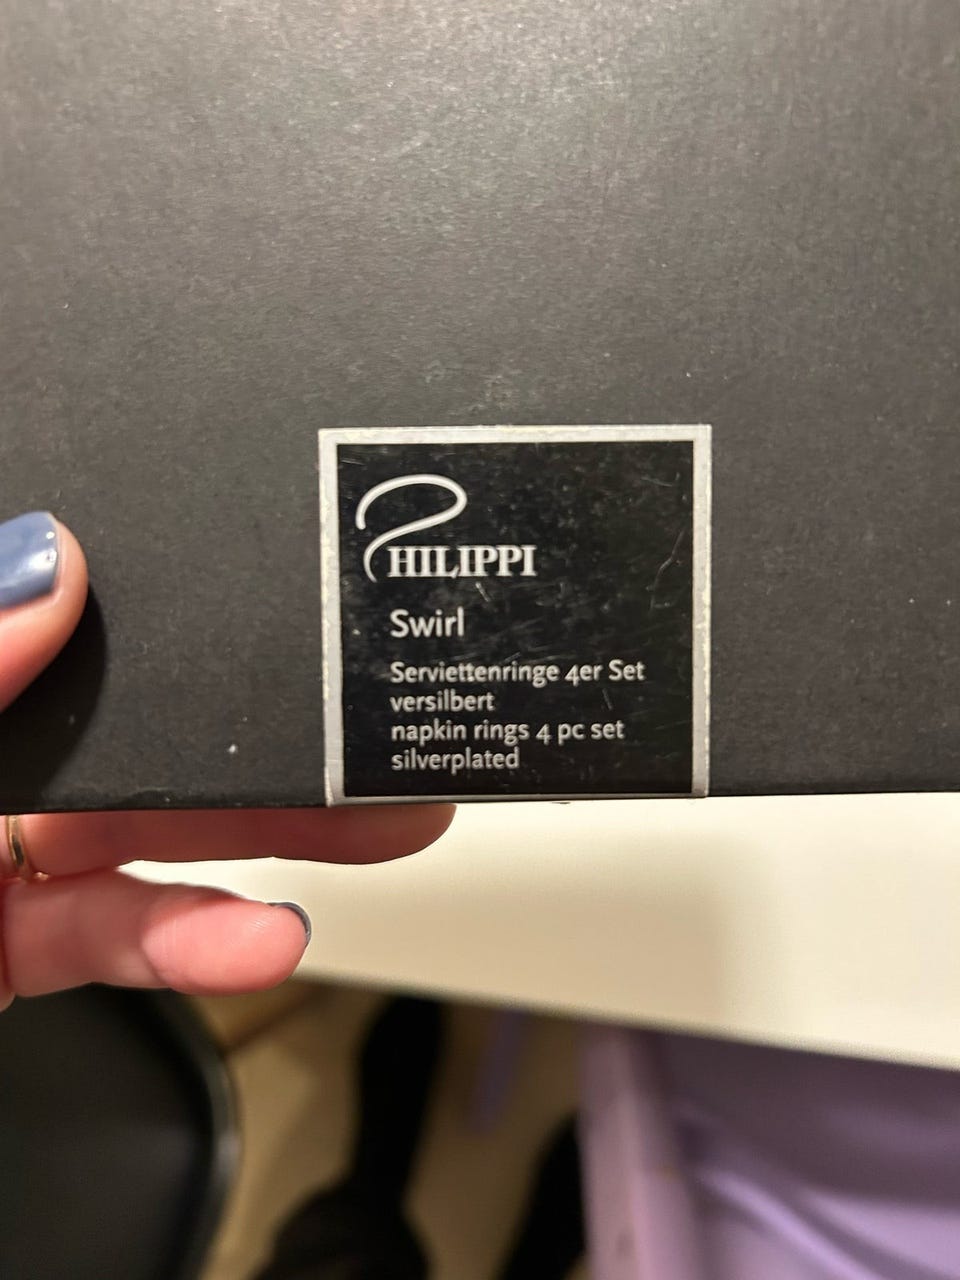 PHILIPPI
Swirl
Serviettenringe 4er Set
versilbert
napkin rings 4 pc set
silverplated